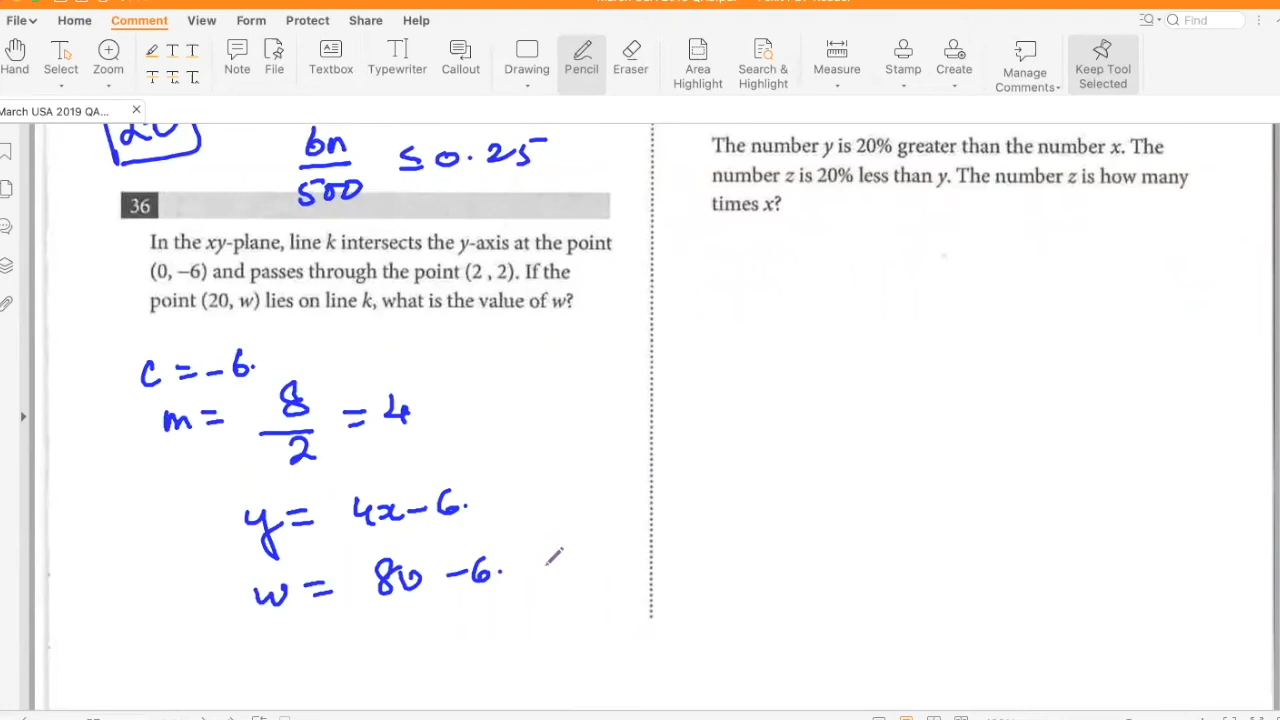 File Home Comment View Form Protect Share Help Find
Hand Select Zoom Note File Textbox Typewriter Callout Drawing Pencil Eraser Area Highlight Search & Highlight Measure Stamp Create Manage Comments Keep Tool Selected
March USA 2019 QA...
6n
≤ 0.25
500
36
In the xy-plane, line k intersects the y-axis at the point
(0, −6) and passes through the point (2 , 2). If the
point (20, w) lies on line k, what is the value of w?
c = -6.
m = 8/2 = 4
y = 4x - 6.
w = 80 - 6.
The number y is 20% greater than the number x. The
number z is 20% less than y. The number z is how many
times x?